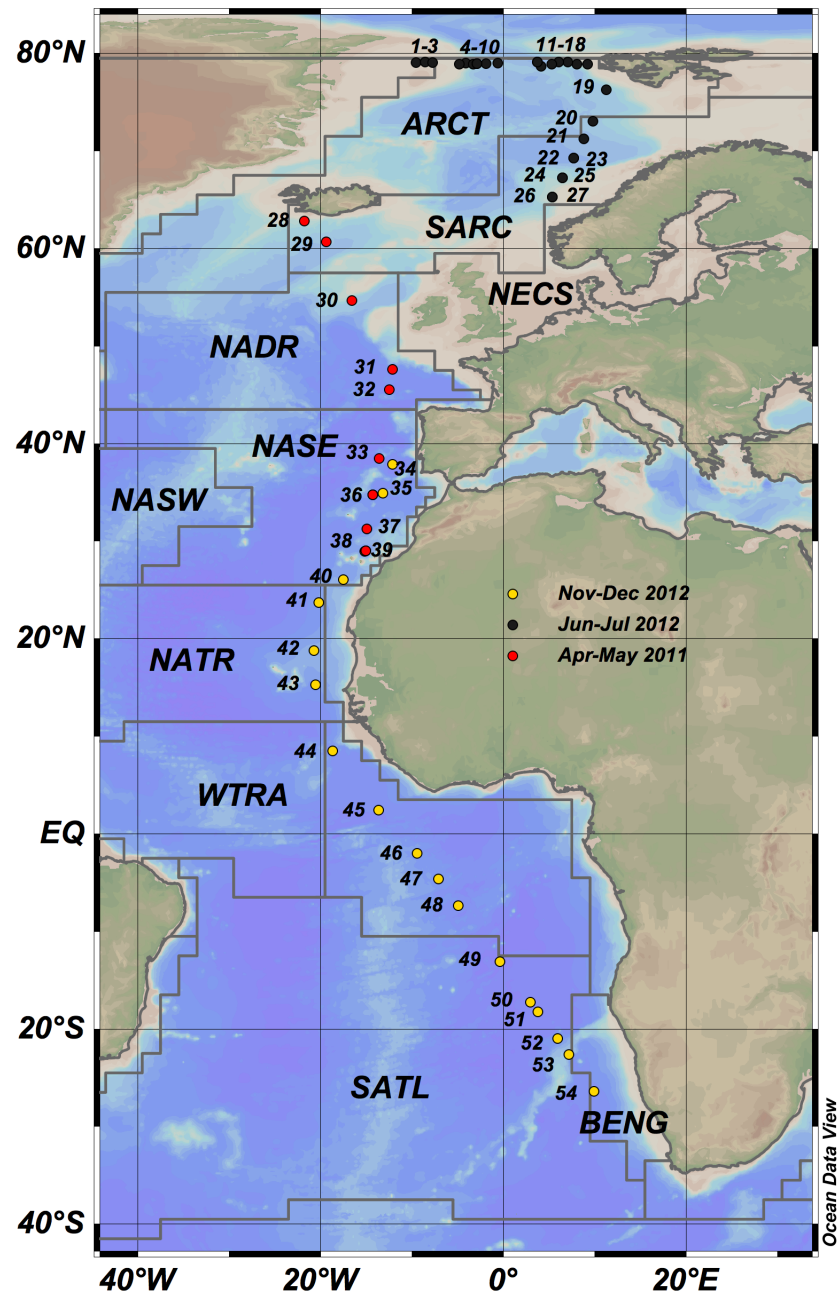 80°N
1-3 4-10 11-18
19
ARCT
20
21
22 23
24 25
26 27
28
SARC
60°N
29
NECS
30
NADR
31
32
40°N
NASE
33
34
35
NASW
36
37
38 39
40
Nov-Dec 2012
41
Jun-Jul 2012
20°N
42
NATR
Apr-May 2011
43
44
WTRA
45
EQ
46
47
48
49
50
51
20°S
52
53
SATL
54
BENG
40°S
40°W 20°W 0° 20°E
Ocean Data View